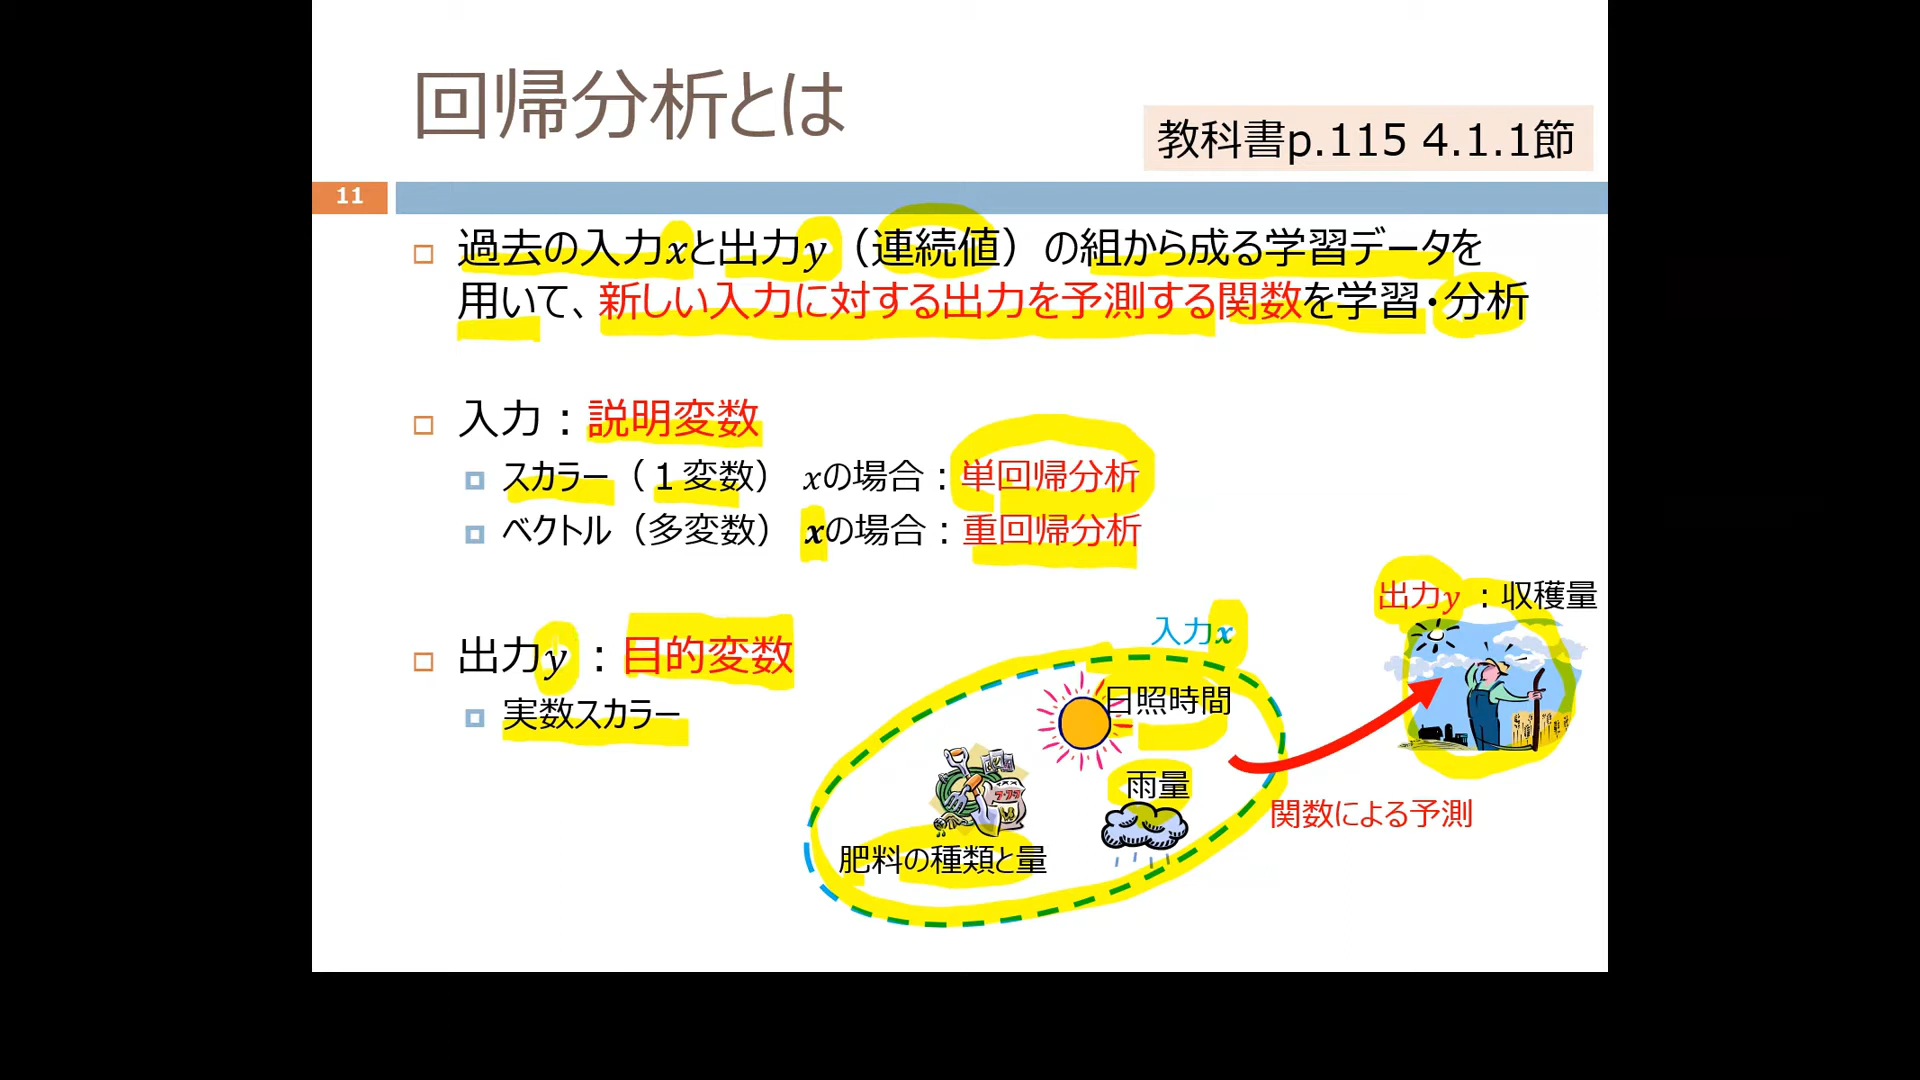 回帰分析とは
教科書p.115 4.1.1節
11
過去の入力xと出力y（連続値）の組から成る学習データを
用いて、新しい入力に対する出力を予測する関数を学習・分析
入力：説明変数
スカラー（１変数） xの場合：単回帰分析
ベクトル（多変数） xの場合：重回帰分析
出力y：目的変数
実数スカラー
入力x
日照時間
雨量
肥料の種類と量
出力y：収穫量
関数による予測